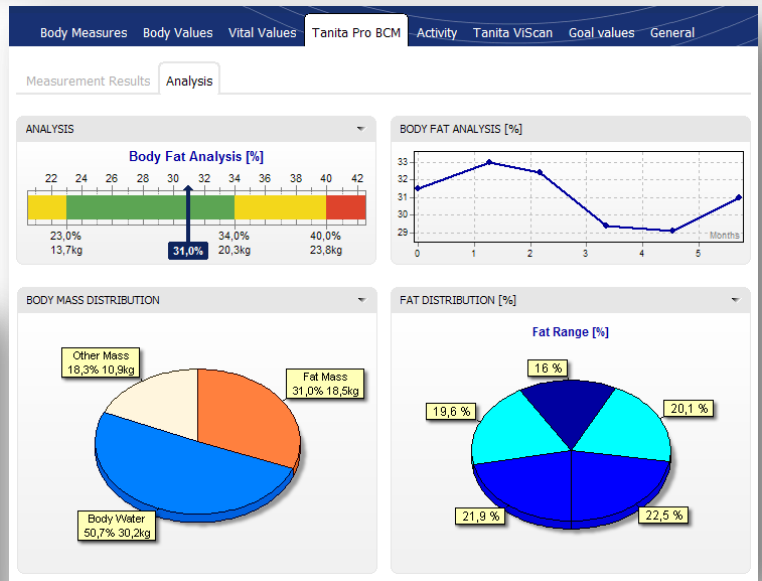 Body Measures Body Values Vital Values Tanita Pro BCM Activity Tanita ViScan Goal values General
Measurement Results Analysis
ANALYSIS
Body Fat Analysis [%]
22 24 26 28 30 32 34 36 38 40 42
23,0% 34,0% 40,0%
13,7kg 31,0% 20,3kg 23,8kg
BODY FAT ANALYSIS [%]
33
32
31
30
29
Months
0 1 2 3 4 5
BODY MASS DISTRIBUTION
Other Mass
18,3% 10,9kg
Fat Mass
31,0% 18,5kg
Body Water
50,7% 30,2kg
FAT DISTRIBUTION [%]
Fat Range [%]
16 %
19,6 %
20,1 %
21,9 %
22,5 %